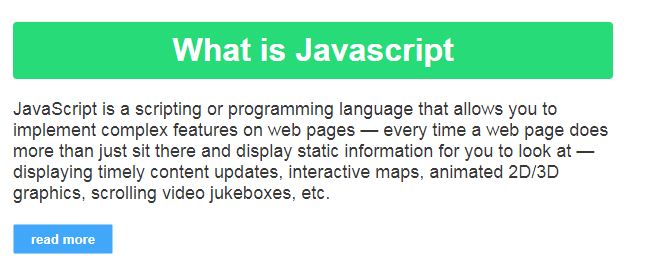 What is Javascript
JavaScript is a scripting or programming language that allows you to
implement complex features on web pages — every time a web page does
more than just sit there and display static information for you to look at —
displaying timely content updates, interactive maps, animated 2D/3D
graphics, scrolling video jukeboxes, etc.
read more